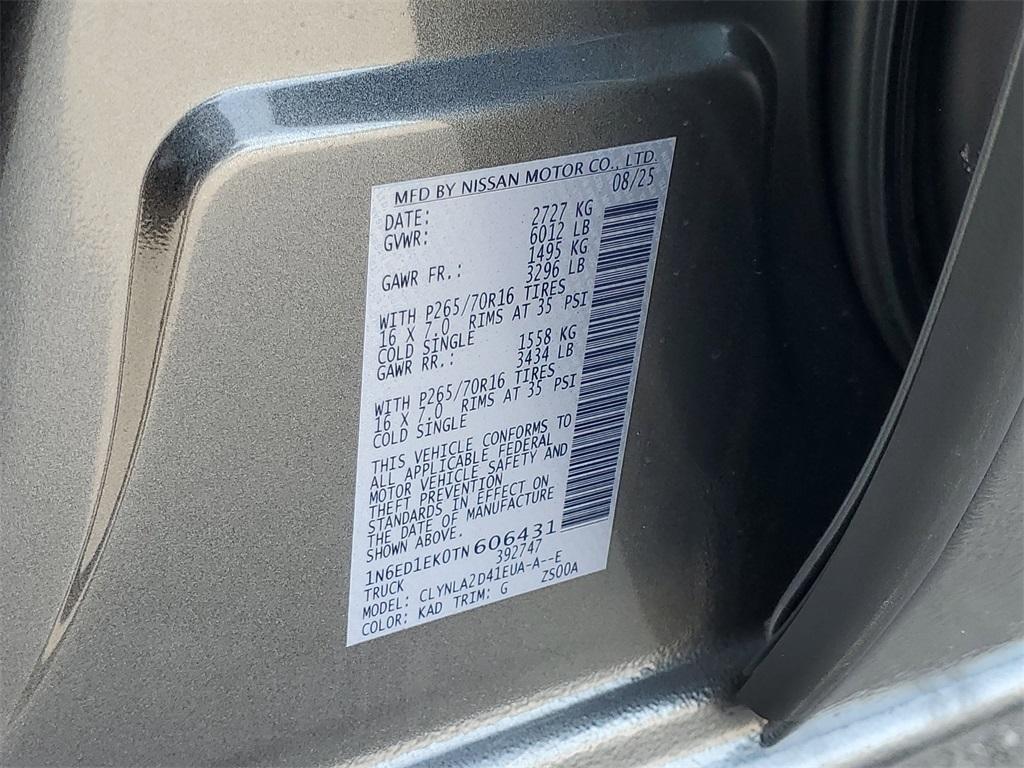 MFD BY NISSAN MOTOR CO., LTD.
DATE: 08/25
GVWR: 2727 KG
6012 LB
GAWR FR.: 1495 KG
3296 LB
WITH P265/70R16 TIRES
16 X 7.0 RIMS AT 35 PSI
COLD SINGLE
GAWR RR.: 1558 KG
3434 LB
WITH P265/70R16 TIRES
16 X 7.0 RIMS AT 35 PSI
COLD SINGLE
THIS VEHICLE CONFORMS TO
ALL APPLICABLE FEDERAL
MOTOR VEHICLE SAFETY AND
THEFT PREVENTION
STANDARDS IN EFFECT ON
THE DATE OF MANUFACTURE
SHOWN ABOVE.
1N6ED1EK0TN606431
TRUCK 392747
MODEL: CLYNLA2D41EUA-A--E
COLOR: KAD TRIM: G ZS00A